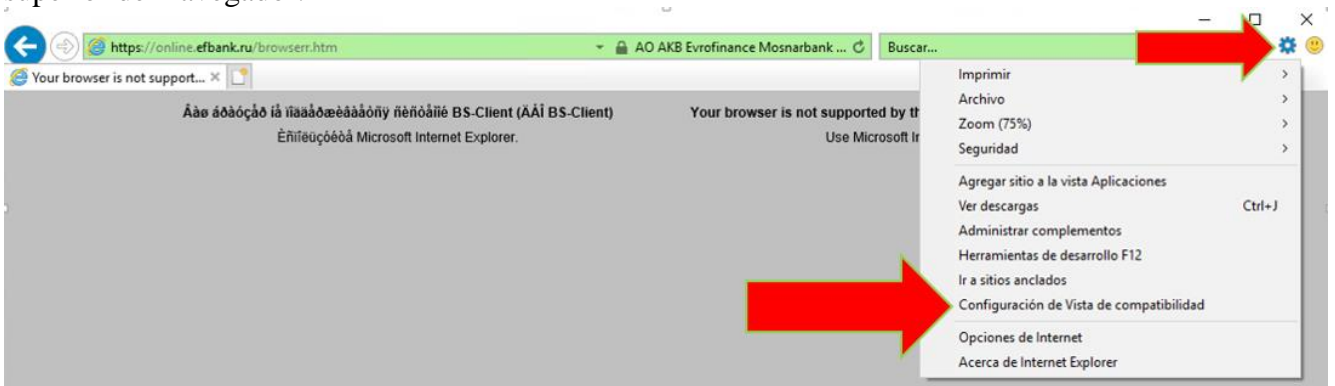 https://online.efbank.ru/browserr.htm
AO AKB Evrofinance Mosnarbank ...
Buscar...
Your browser is not support...
Âàø áðàóçåð íå ïîääåðæèâàåòñÿ ñèñòåìîé BS-Client (ÄÁÎ BS-Client)
Your browser is not supported by th
Èñïîëüçóéòå Microsoft Internet Explorer.
Use Microsoft In
Imprimir
Archivo
Zoom (75%)
Seguridad
Agregar sitio a la vista Aplicaciones
Ver descargas Ctrl+J
Administrar complementos
Herramientas de desarrollo F12
Ir a sitios anclados
Configuración de Vista de compatibilidad
Opciones de Internet
Acerca de Internet Explorer